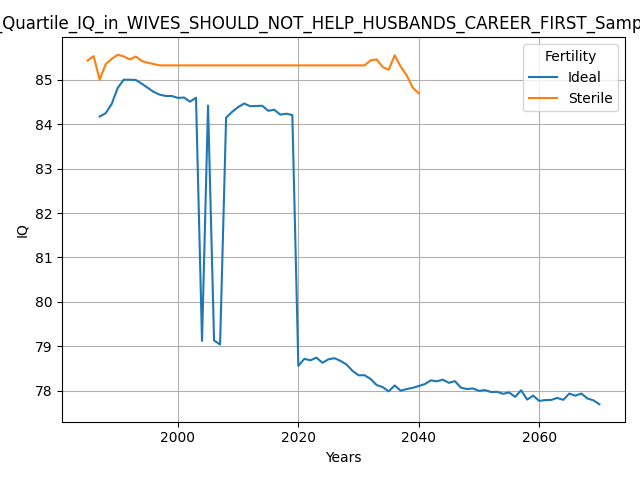 _Quartile_IQ_in_WIVES_SHOULD_NOT_HELP_HUSBANDS_CAREER_FIRST_Samp
Fertility
Ideal
Sterile
85
84
83
82
81
80
79
78
IQ
2000
2020
2040
2060
Years